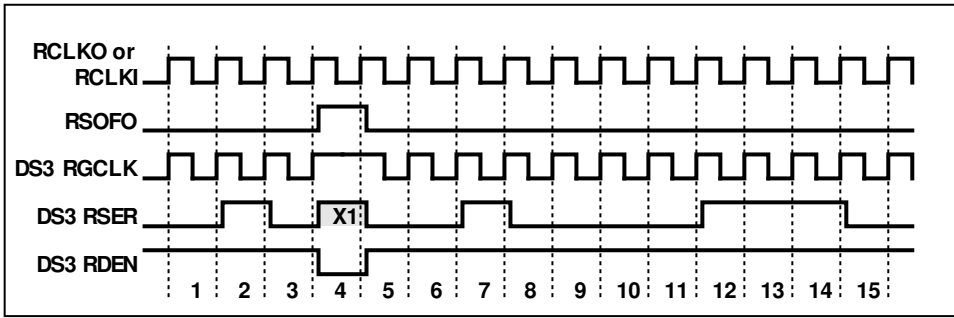 RCLKO or
RCLKI
RSOFO
DS3 RGCLK
DS3 RSER X1
DS3 RDEN
1 2 3 4 5 6 7 8 9 10 11 12 13 14 15